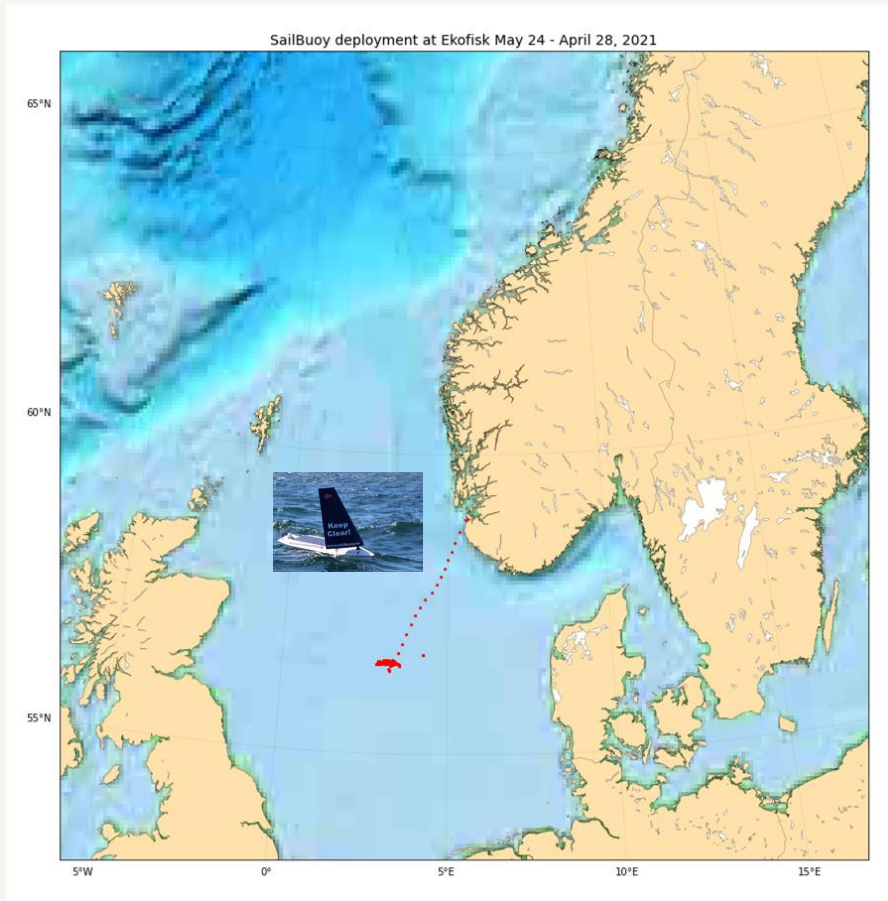 SailBuoy deployment at Ekofisk May 24 - April 28, 2021
65°N
60°N
Keep
Clear!
55°N
5°W 0° 5°E 10°E 15°E